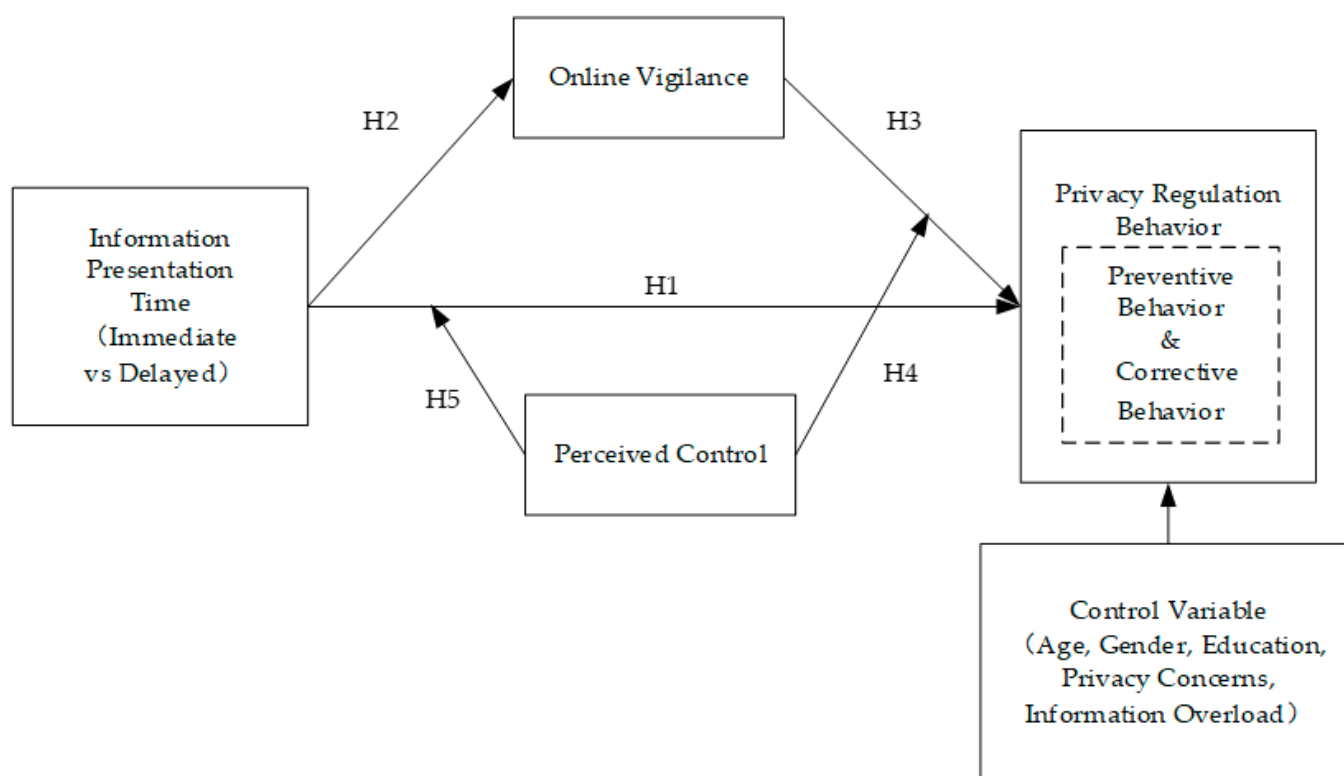 Online Vigilance
H2
H3
Information
Presentation
Time
（Immediate
vs Delayed）
Privacy Regulation
Behavior
Preventive
Behavior
&
Corrective
Behavior
H1
H5
H4
Perceived Control
Control Variable
（Age, Gender, Education,
Privacy Concerns,
Information Overload）